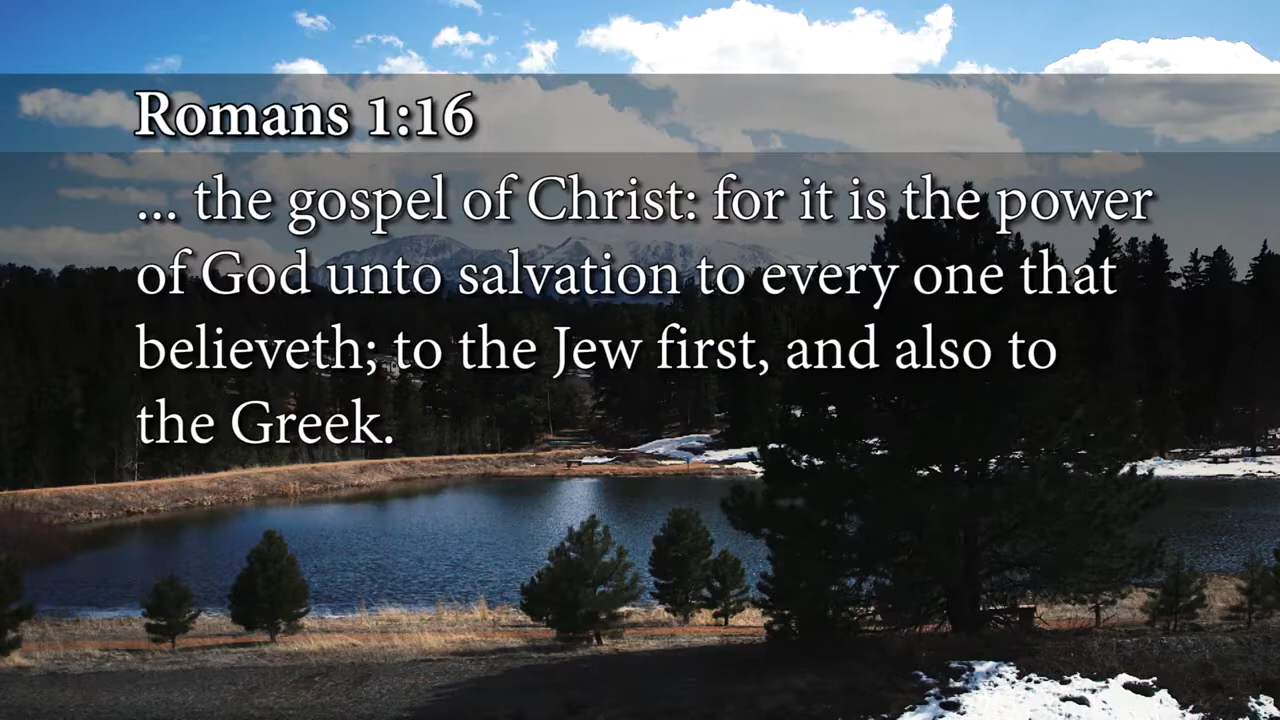 Romans 1:16
... the gospel of Christ: for it is the power
of God unto salvation to every one that
believeth; to the Jew first, and also to
the Greek.